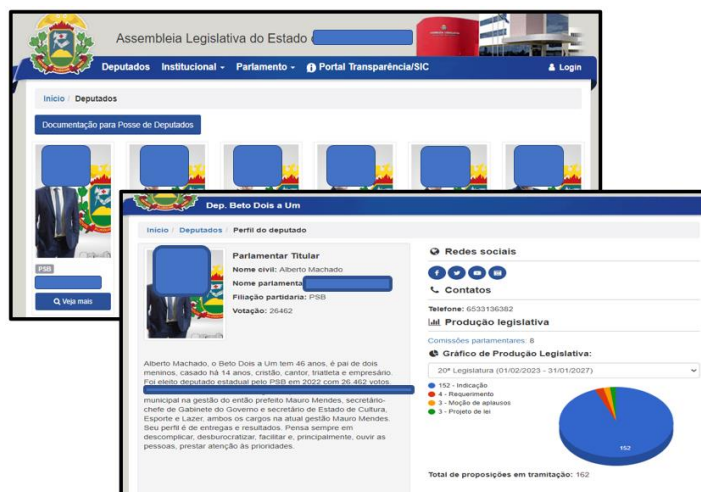 Assembleia Legislativa do Estado
Deputados Institucional Parlamento Portal Transparência/SIC Login
Início / Deputados
Documentação para Posse de Deputados
PSB
Veja mais
Dep. Beto Dois a Um
Início / Deputados / Perfil do deputado
Parlamentar Titular
Nome civil: Alberto Machado
Nome parlamenta
Filiação partidaria: PSB
Votação: 26462
Alberto Machado, o Beto Dois a Um tem 46 anos, é pai de dois
meninos, casado há 14 anos, cristão, cantor, triatleta e empresário.
Foi eleito deputado estadual pelo PSB em 2022 com 26.462 votos.
municipal na gestão do então prefeito Mauro Mendes, secretário-
chefe de Gabinete do Governo e secretário de Estado de Cultura,
Esporte e Lazer, ambos os cargos na atual gestão Mauro Mendes.
Seu perfil é de entregas e resultados. Pensa sempre em
descomplicar, desburocratizar, facilitar e, principalmente, ouvir as
pessoas, prestar atenção às prioridades.
Redes sociais
Contatos
Telefone: 6533136382
Produção legislativa
Comissões parlamentares: 8
Gráfico de Produção Legislativa:
20ª Legislatura (01/02/2023 - 31/01/2027)
152 - Indicação
4 - Requerimento
3 - Moção de aplausos
3 - Projeto de lei
152
Total de proposições em tramitação: 162